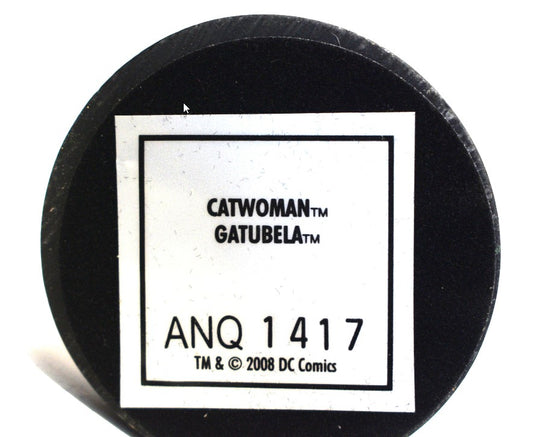 CATWOMAN™
GATUBELA™
ANQ 1417
TM & © 2008 DC Comics